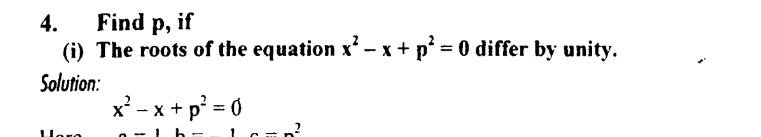 4. Find p, if
(i) The roots of the equation x² – x + p² = 0 differ by unity.
Solution:
x² – x + p² = 0